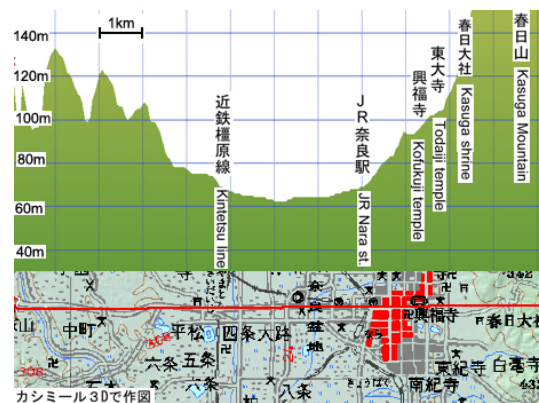 1km
140m
120m
100m
80m
60m
40m
近鉄橿原線
Kintetsu line
JR奈良駅
JR Nara st.
興福寺
Kofukuji temple
東大寺
Todaiji temple
春日大社
Kasuga shrine
春日山
Kasuga Mountain
中町
平松
四条大路
興福寺
春日大社
308
六条
五条
八条
東紀寺
南紀寺
白毫寺
カシミール3Dで作図